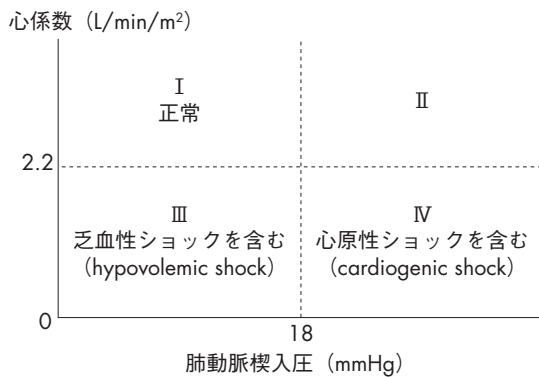 心係数（L/min/m²）
Ⅰ
正常
Ⅱ
2.2
Ⅲ
乏血性ショックを含む
（hypovolemic shock）
Ⅳ
心原性ショックを含む
（cardiogenic shock）
0
18
肺動脈楔入圧（mmHg）